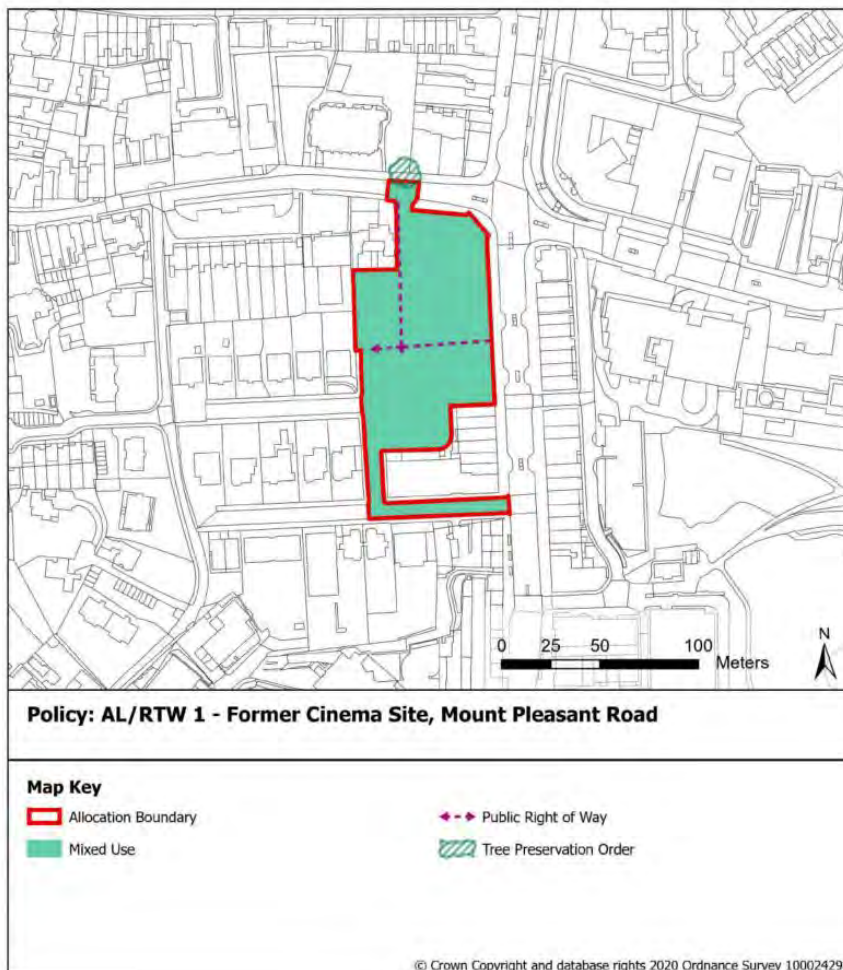 N
0 25 50 100
Meters
Policy: AL/RTW 1 - Former Cinema Site, Mount Pleasant Road
Map Key
Allocation Boundary
Public Right of Way
Mixed Use
Tree Preservation Order
© Crown Copyright and database rights 2020 Ordnance Survey 10002429